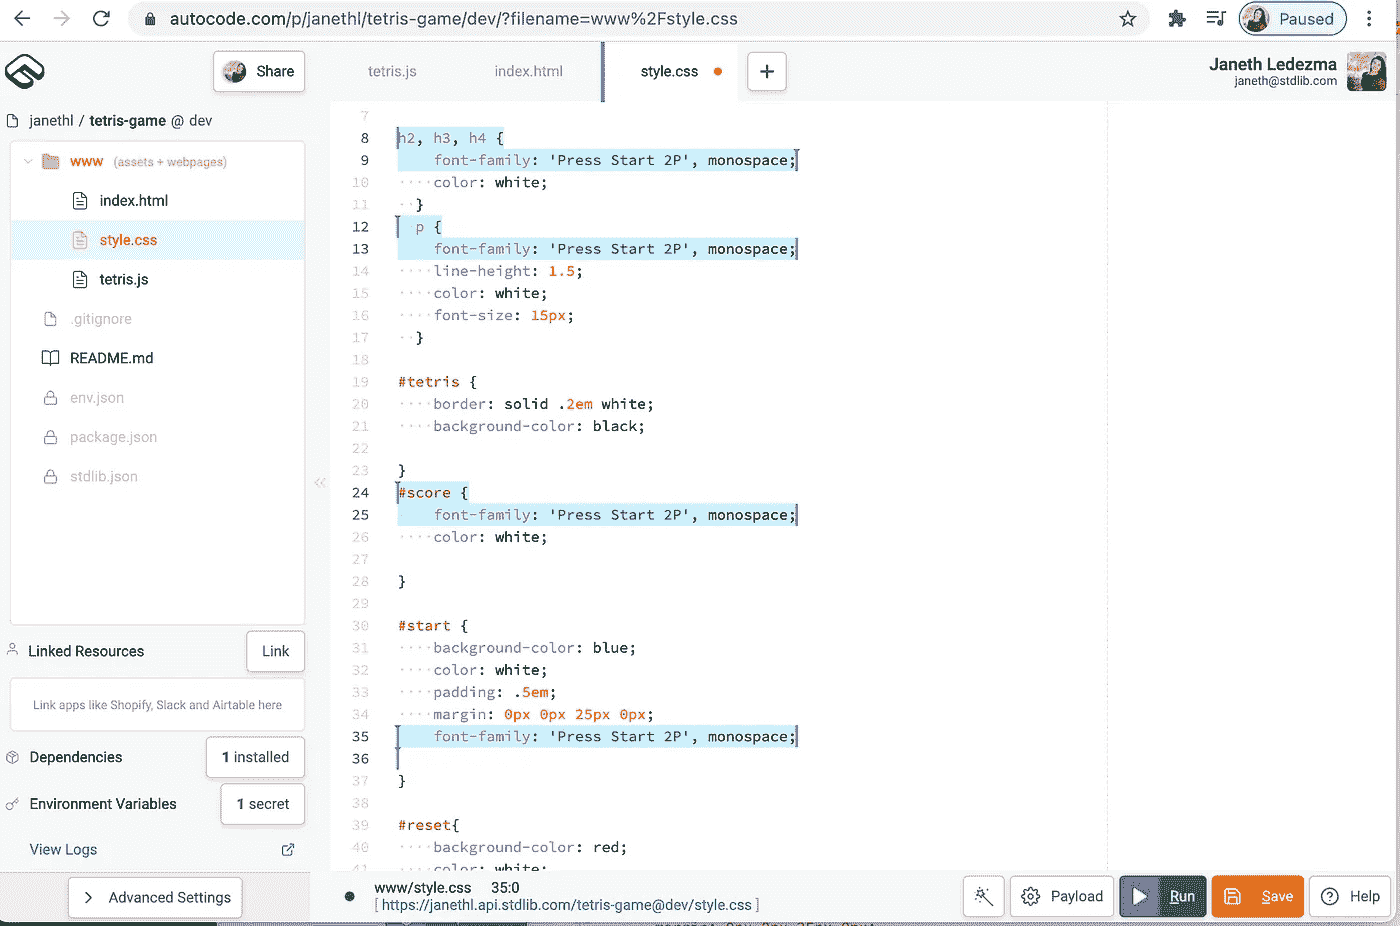 autocode.com/p/janethl/tetris-game/dev/?filename=www%2Fstyle.css
Paused
Share
tetris.js
index.html
style.css
+
Janeth Ledezma
janeth@stdlib.com
janethl / tetris-game @ dev
www (assets + webpages)
index.html
style.css
tetris.js
.gitignore
README.md
env.json
package.json
stdlib.json
Linked Resources
Link
Link apps like Shopify, Slack and Airtable here
Dependencies
1 installed
Environment Variables
1 secret
View Logs
Advanced Settings
7
8 h2, h3, h4 {
9 font-family: 'Press Start 2P', monospace;
10 color: white;
11 }
12 p {
13 font-family: 'Press Start 2P', monospace;
14 line-height: 1.5;
15 color: white;
16 font-size: 15px;
17 }
18
19 #tetris {
20 border: solid .2em white;
21 background-color: black;
22
23 }
24 #score {
25 font-family: 'Press Start 2P', monospace;
26 color: white;
27
28 }
29
30 #start {
31 background-color: blue;
32 color: white;
33 padding: .5em;
34 margin: 0px 0px 25px 0px;
35 font-family: 'Press Start 2P', monospace;
36
37 }
38
39 #reset{
40 background-color: red;
41 color: white;
www/style.css 35:0
[ https://janethl.api.stdlib.com/tetris-game@dev/style.css ]
Payload
Run
Save
Help